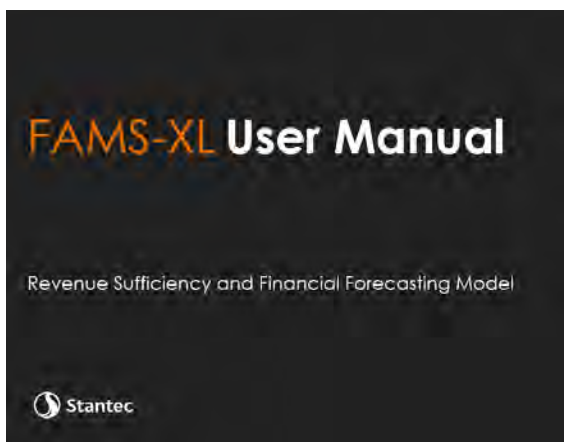 FAMS-XL User Manual
Revenue Sufficiency and Financial Forecasting Model
Stantec